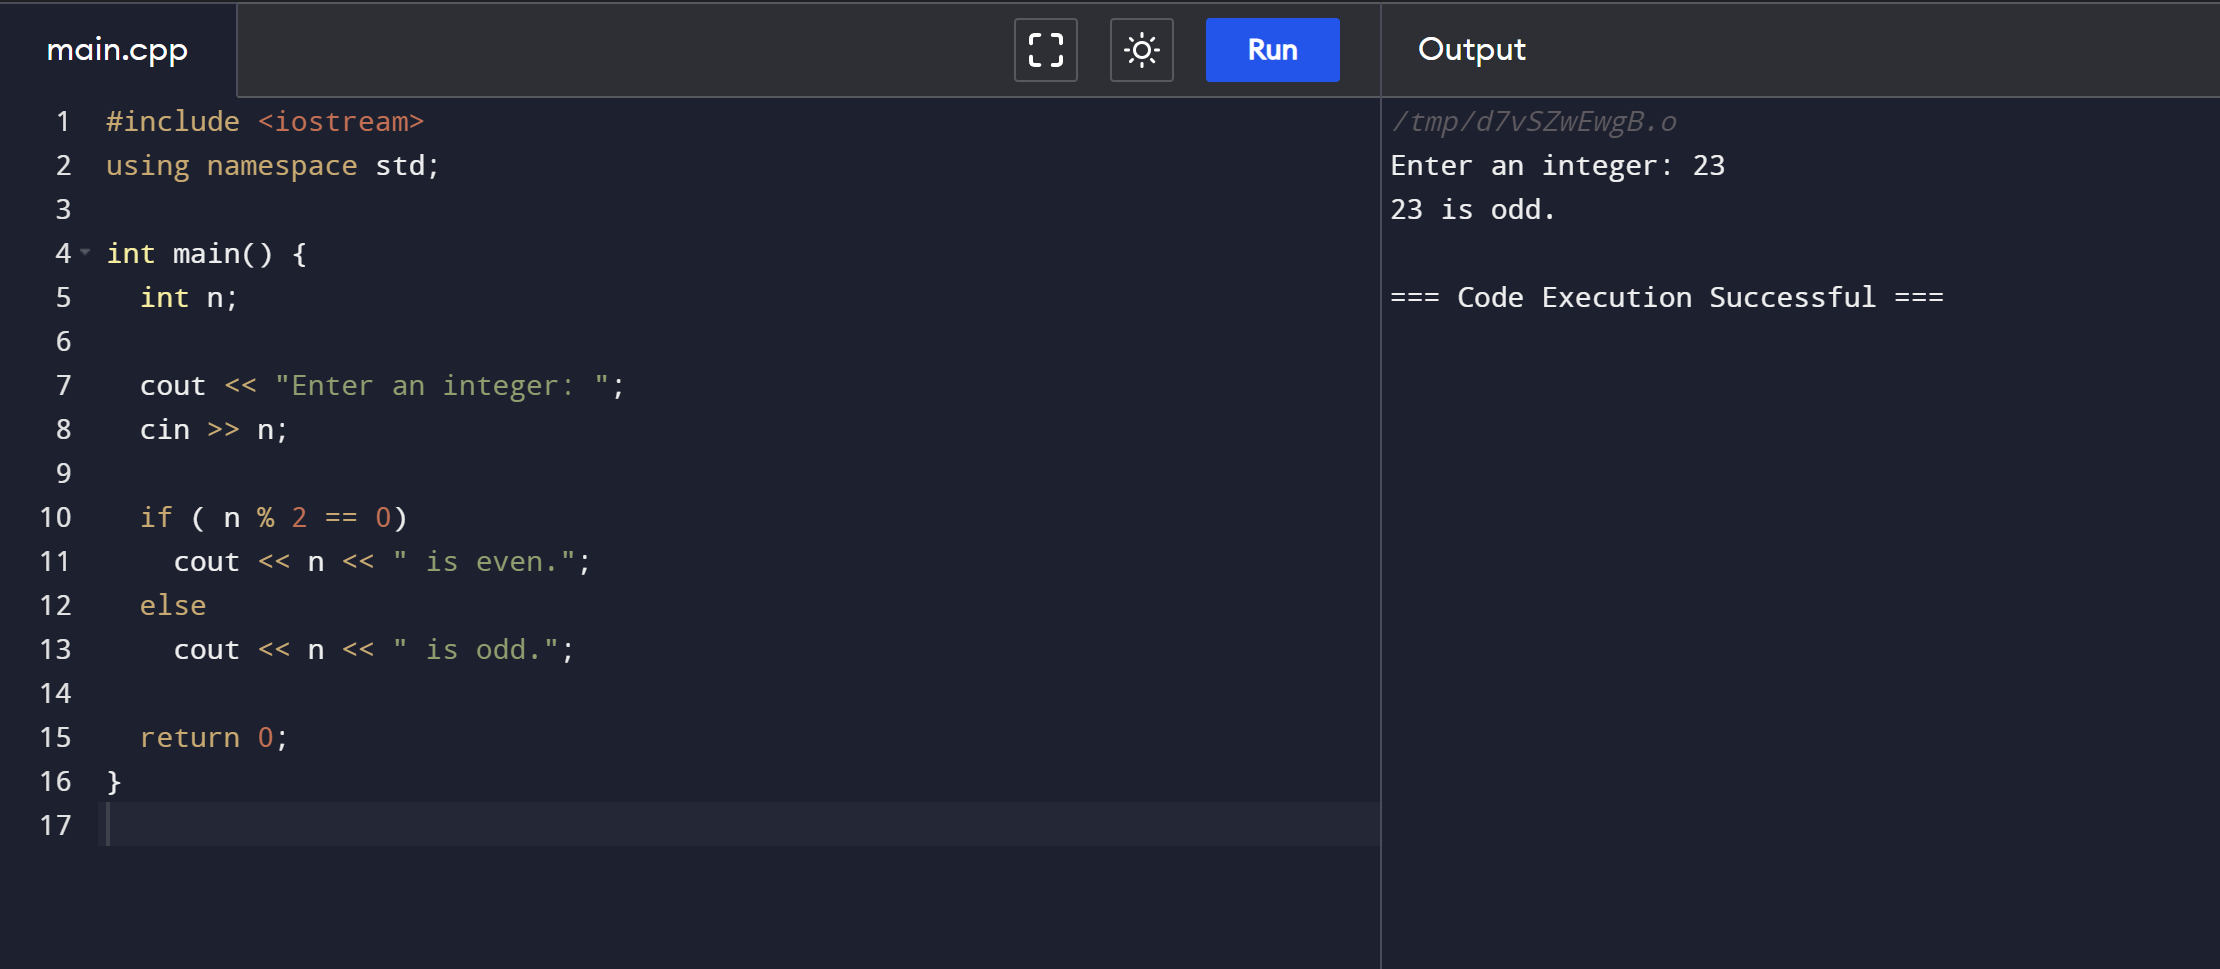 main.cpp
Run
Output
1 #include <iostream>
2 using namespace std;
3
4 int main() {
5   int n;
6
7   cout << "Enter an integer: ";
8   cin >> n;
9
10   if ( n % 2 == 0)
11     cout << n << " is even.";
12   else
13     cout << n << " is odd.";
14
15   return 0;
16 }
17
/tmp/d7vSZwEwgB.o
Enter an integer: 23
23 is odd.
=== Code Execution Successful ===